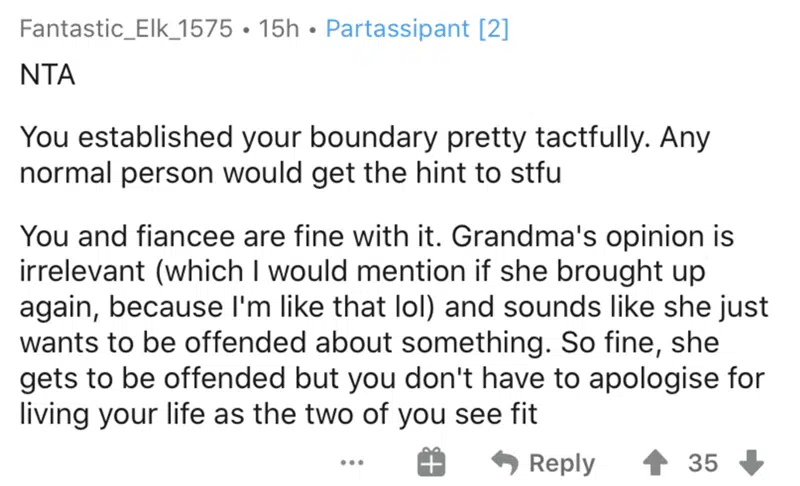 Fantastic_Elk_1575 • 15h • Partassipant [2]
NTA
You established your boundary pretty tactfully. Any
normal person would get the hint to stfu
You and fiancee are fine with it. Grandma's opinion is
irrelevant (which I would mention if she brought up
again, because I'm like that lol) and sounds like she just
wants to be offended about something. So fine, she
gets to be offended but you don't have to apologise for
living your life as the two of you see fit
... Reply 35